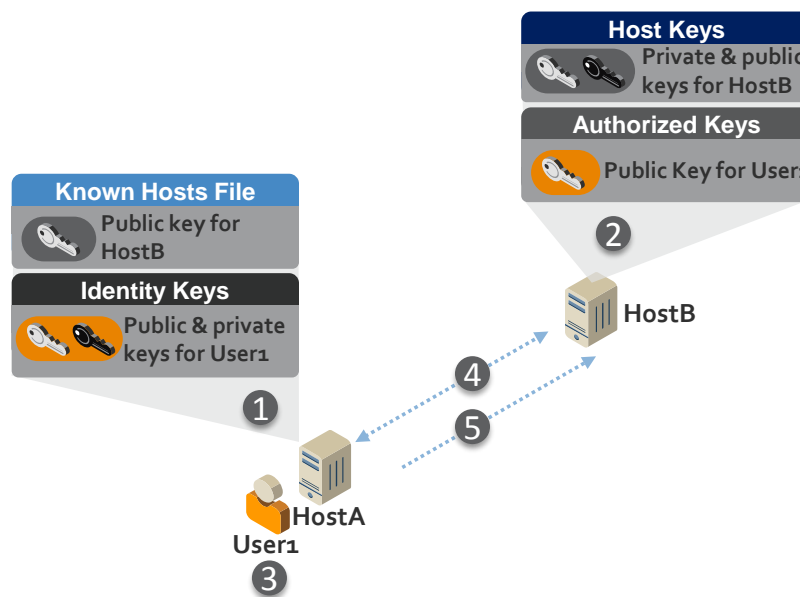 Host Keys
Private & public
keys for HostB
Authorized Keys
Public Key for User1
2
HostB
Known Hosts File
Public key for
HostB
Identity Keys
Public & private
keys for User1
1
4
5
HostA
User1
3